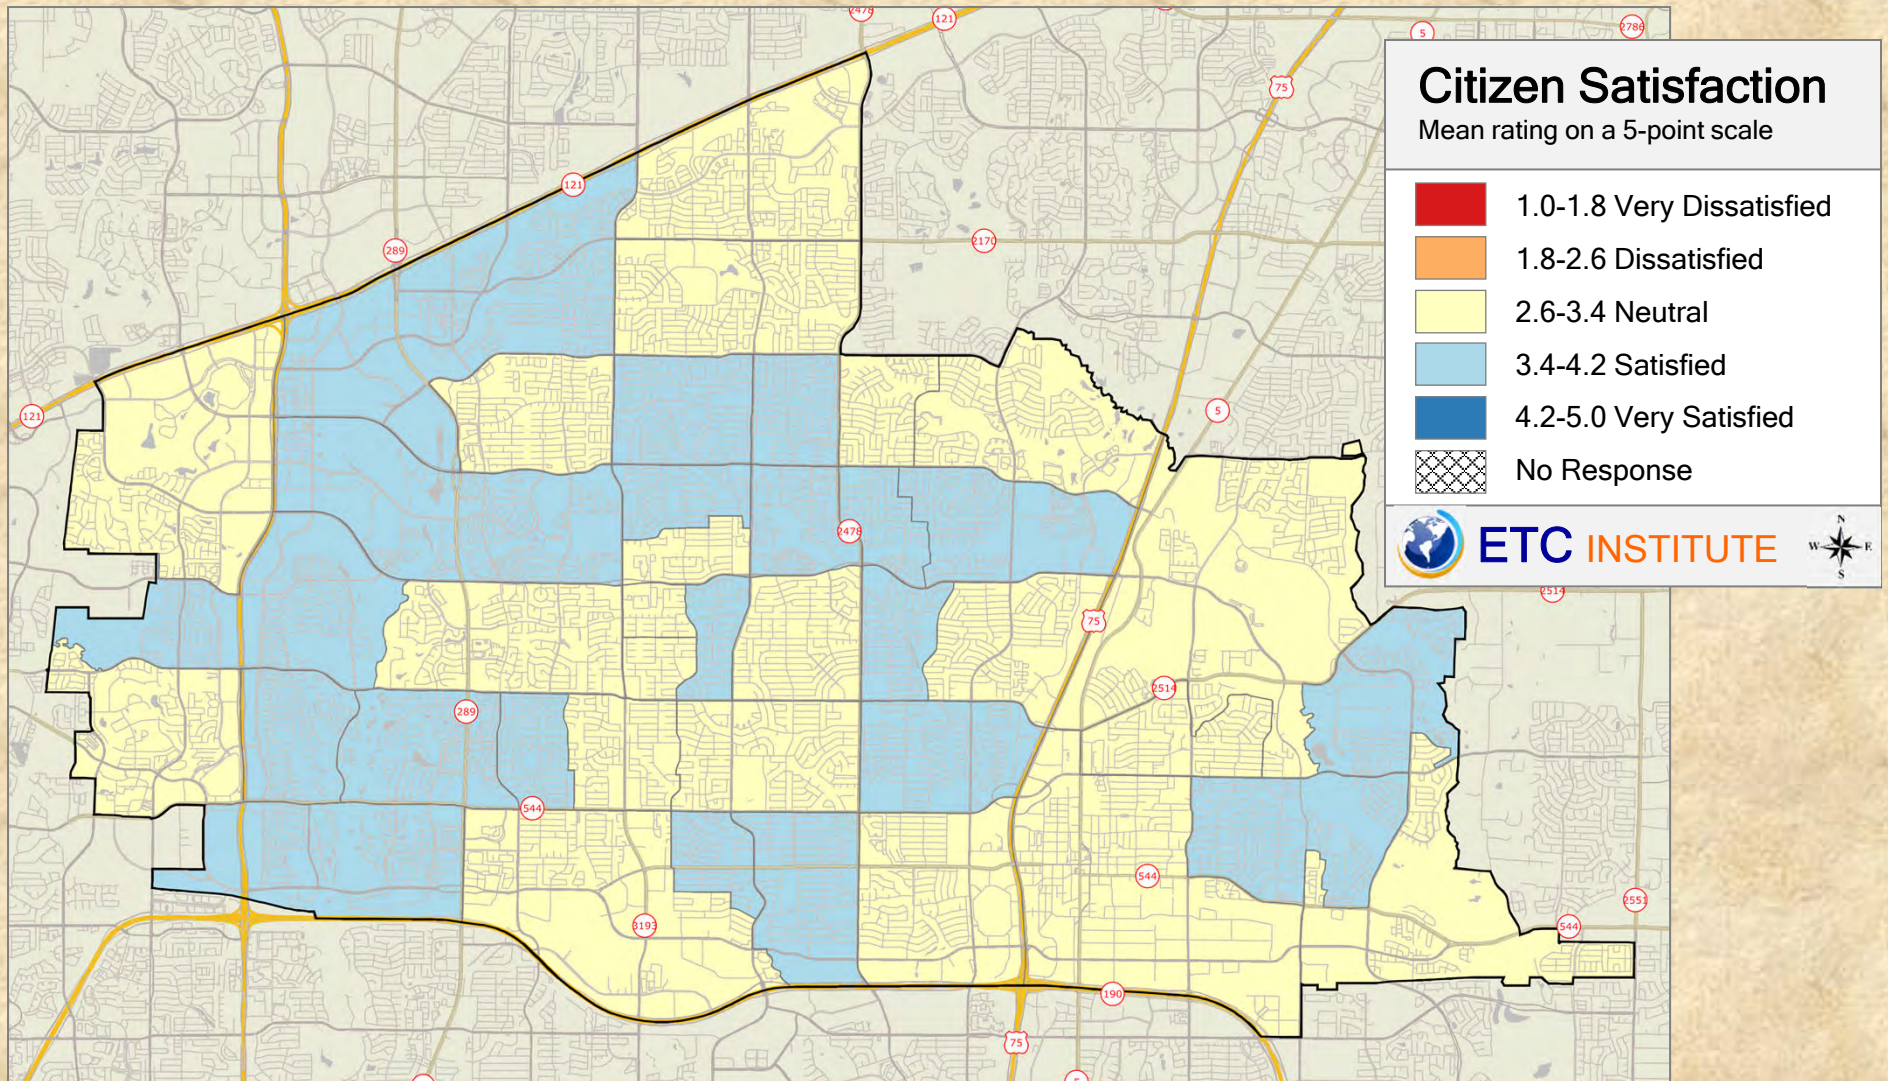 2478
121
5
2786
75
Citizen Satisfaction
Mean rating on a 5-point scale
121
1.0-1.8 Very Dissatisfied
289
2170
1.8-2.6 Dissatisfied
2.6-3.4 Neutral
3.4-4.2 Satisfied
121
5
4.2-5.0 Very Satisfied
No Response
2478
ETC INSTITUTE
N
W E
S
2514
75
2514
289
544
544
3193
2551
544
190
75
5